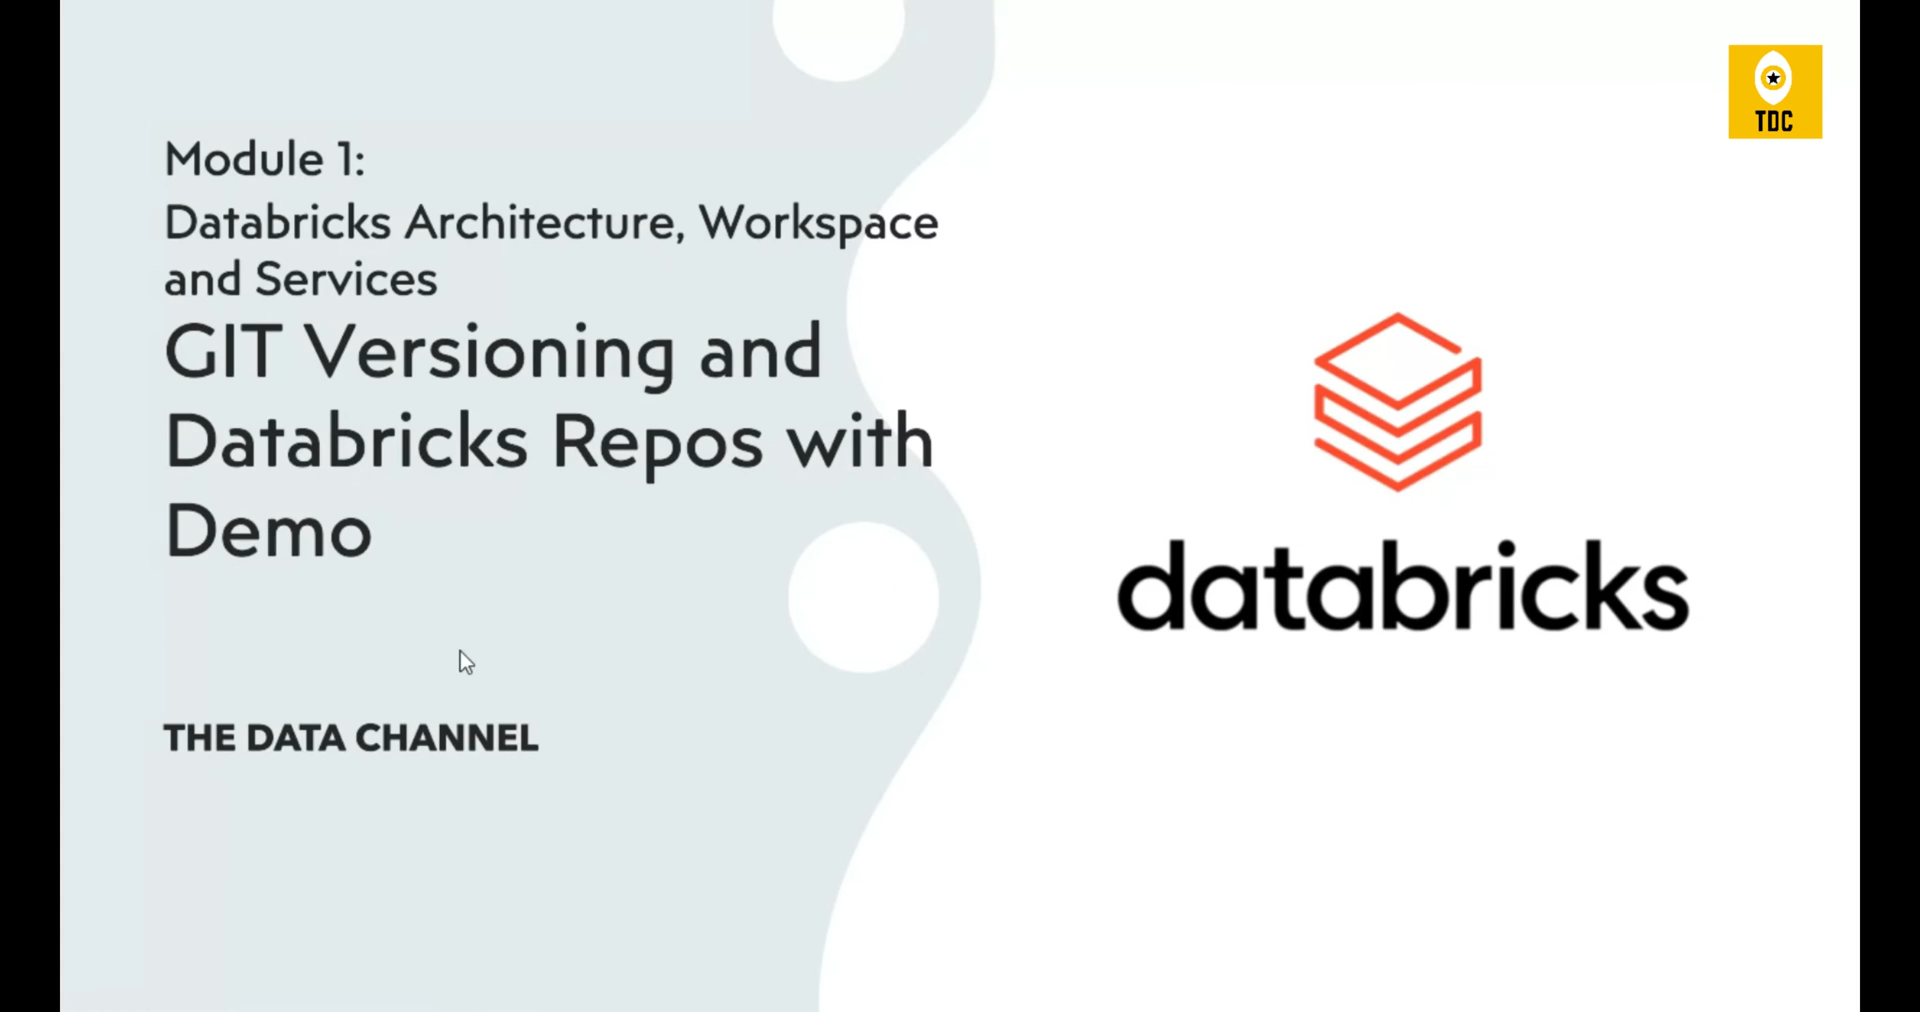 TDC
Module 1:
Databricks Architecture, Workspace
and Services
GIT Versioning and
Databricks Repos with
Demo
databricks
THE DATA CHANNEL